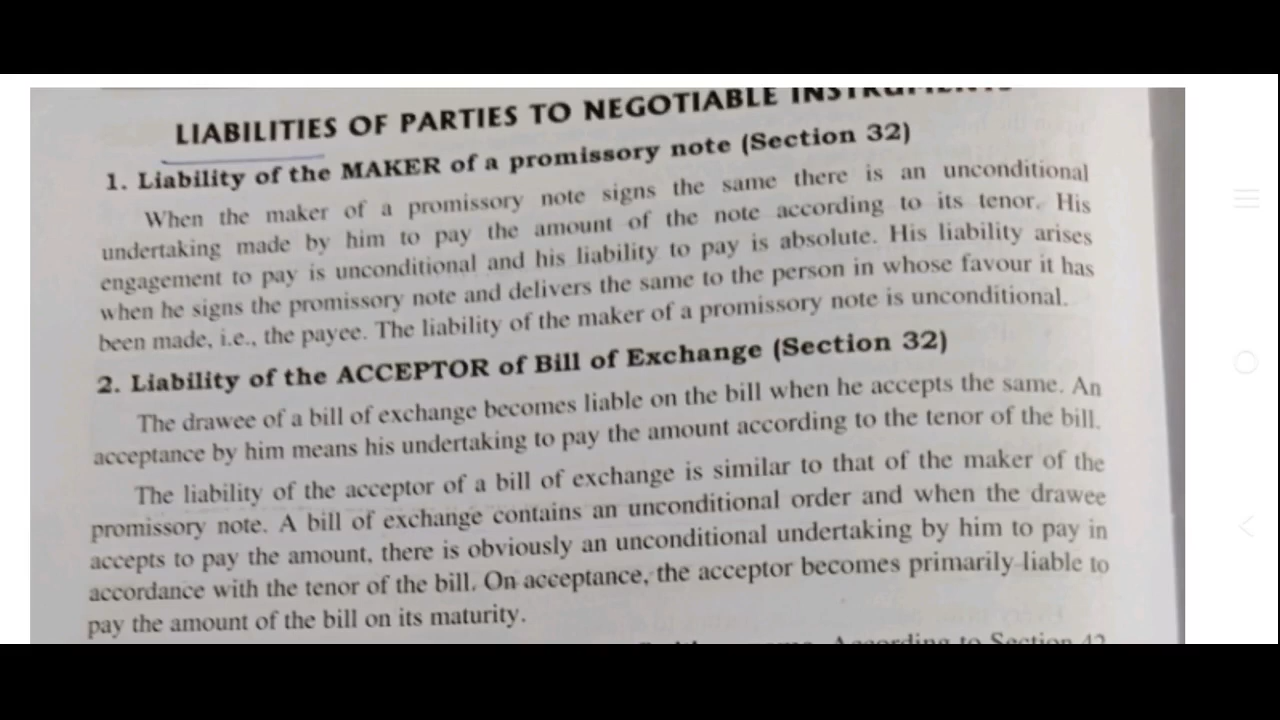 LIABILITIES OF PARTIES TO NEGOTIABLE INSTRUMENTS
1. Liability of the MAKER of a promissory note (Section 32)
When the maker of a promissory note signs the same there is an unconditional
undertaking made by him to pay the amount of the note according to its tenor. His
engagement to pay is unconditional and his liability to pay is absolute. His liability arises
when he signs the promissory note and delivers the same to the person in whose favour it has
been made, i.e., the payee. The liability of the maker of a promissory note is unconditional.
2. Liability of the ACCEPTOR of Bill of Exchange (Section 32)
The drawee of a bill of exchange becomes liable on the bill when he accepts the same. An
acceptance by him means his undertaking to pay the amount according to the tenor of the bill.
The liability of the acceptor of a bill of exchange is similar to that of the maker of the
promissory note. A bill of exchange contains an unconditional order and when the drawee
accepts to pay the amount, there is obviously an unconditional undertaking by him to pay in
accordance with the tenor of the bill. On acceptance, the acceptor becomes primarily liable to
pay the amount of the bill on its maturity.
According to Section 42